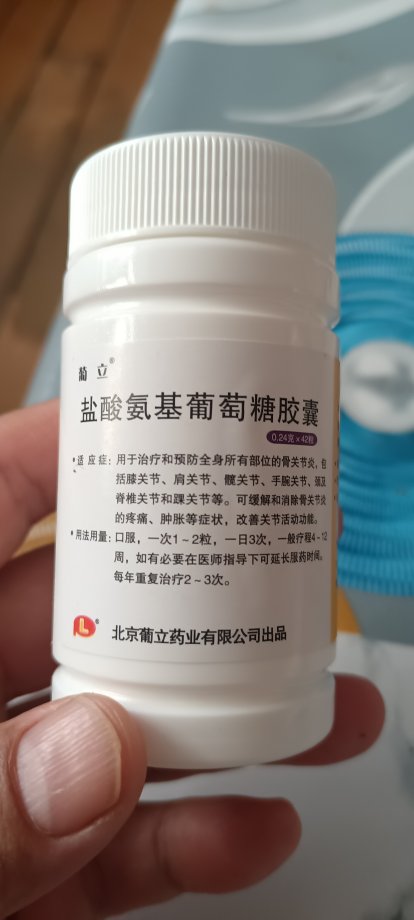 葡立®
盐酸氨基葡萄糖胶囊
0.24克×42粒
•适应症：用于治疗和预防全身所有部位的骨关节炎，包
括膝关节、肩关节、髋关节、手腕关节、颈及
脊椎关节和踝关节等。可缓解和消除骨关节炎
的疼痛、肿胀等症状，改善关节活动功能。
•用法用量：口服，一次1~2粒，一日3次，一般疗程4~12
周，如有必要在医师指导下可延长服药时间。
每年重复治疗2~3次。
北京葡立药业有限公司出品